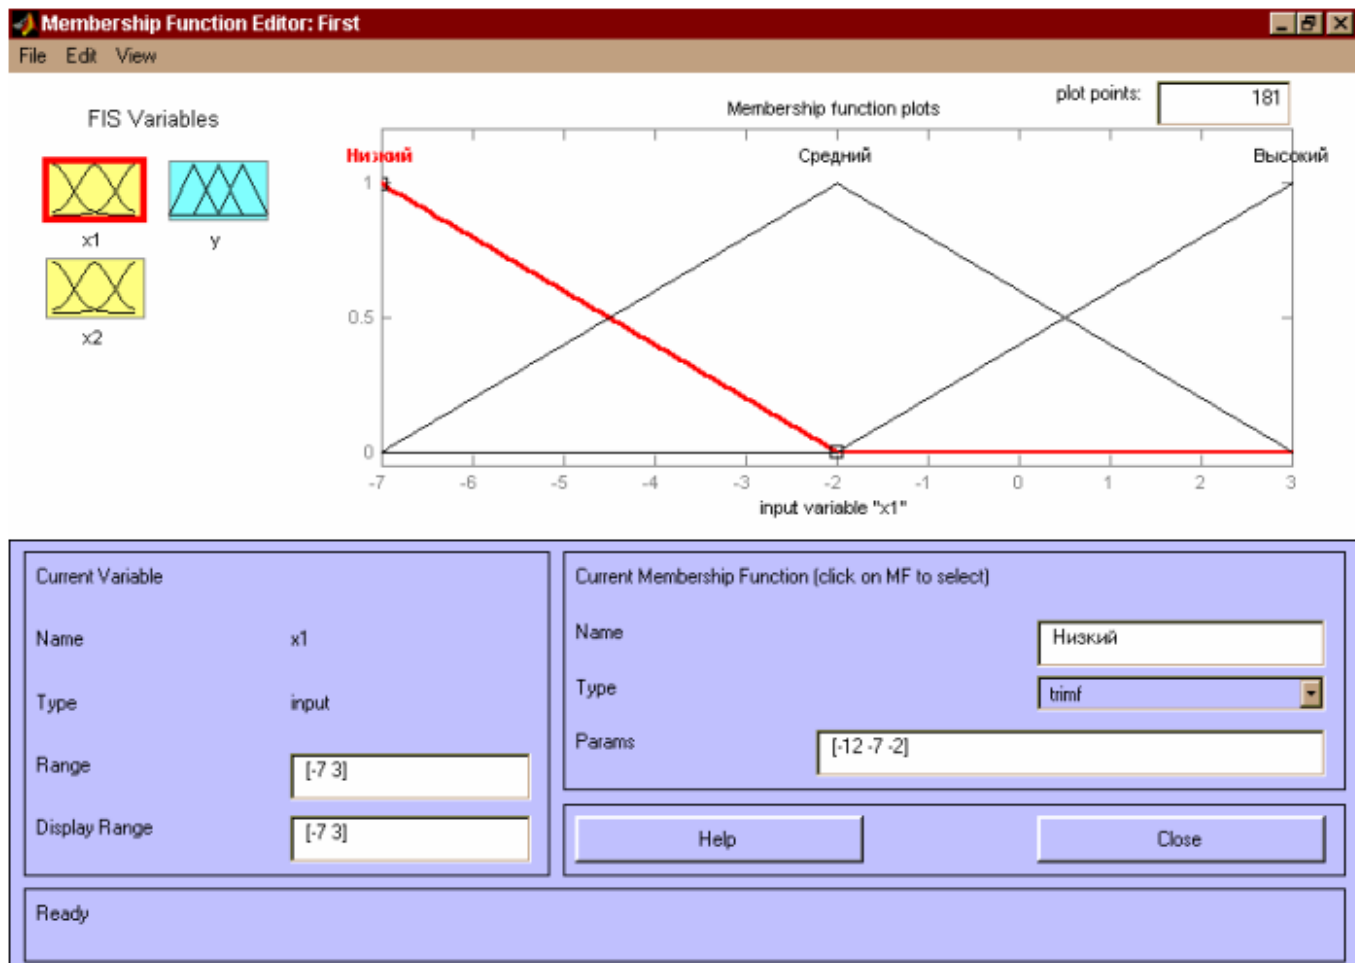 Membership Function Editor: First
File Edit View
FIS Variables
x1
y
x2
plot points: 181
Membership function plots
Низкий Средний Высокий
1
0.5
0
-7 -6 -5 -4 -3 -2 -1 0 1 2 3
input variable "x1"
Current Variable
Name x1
Type input
Range [-7 3]
Display Range [-7 3]
Current Membership Function (click on MF to select)
Name Низкий
Type trimf
Params [-12 -7 -2]
Help Close
Ready